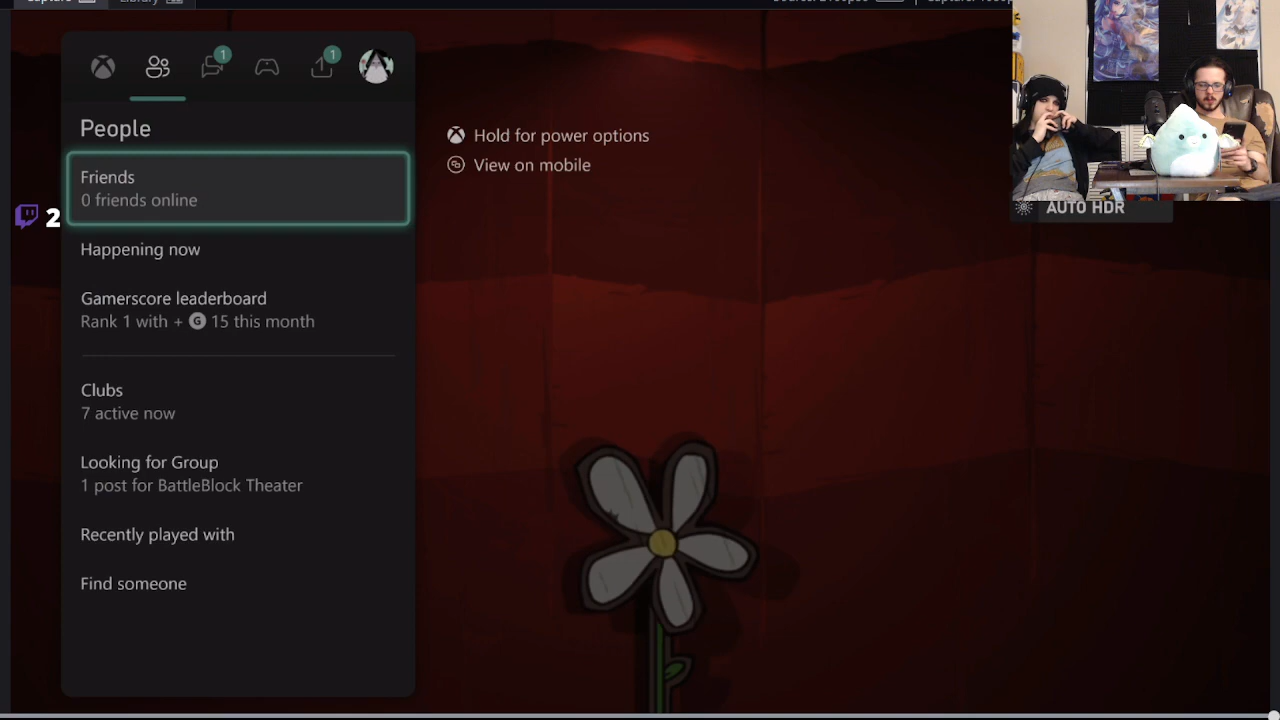 1
1
People
Hold for power options
View on mobile
Friends
0 friends online
AUTO HDR
2
Happening now
Gamerscore leaderboard
Rank 1 with + G 15 this month
Clubs
7 active now
Looking for Group
1 post for BattleBlock Theater
Recently played with
Find someone